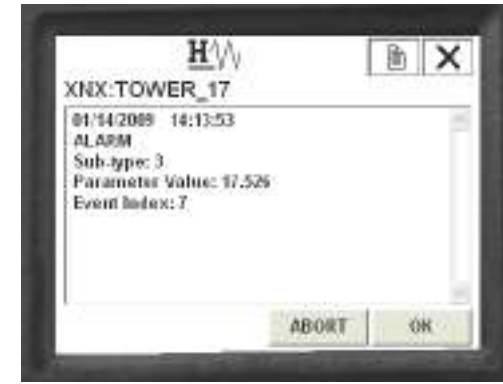 H
XNX:TOWER_17
01/14/2009 14:13:53
ALARM
Sub-type: 3
Parameter Value: 17.526
Event Index: 7
ABORT OK